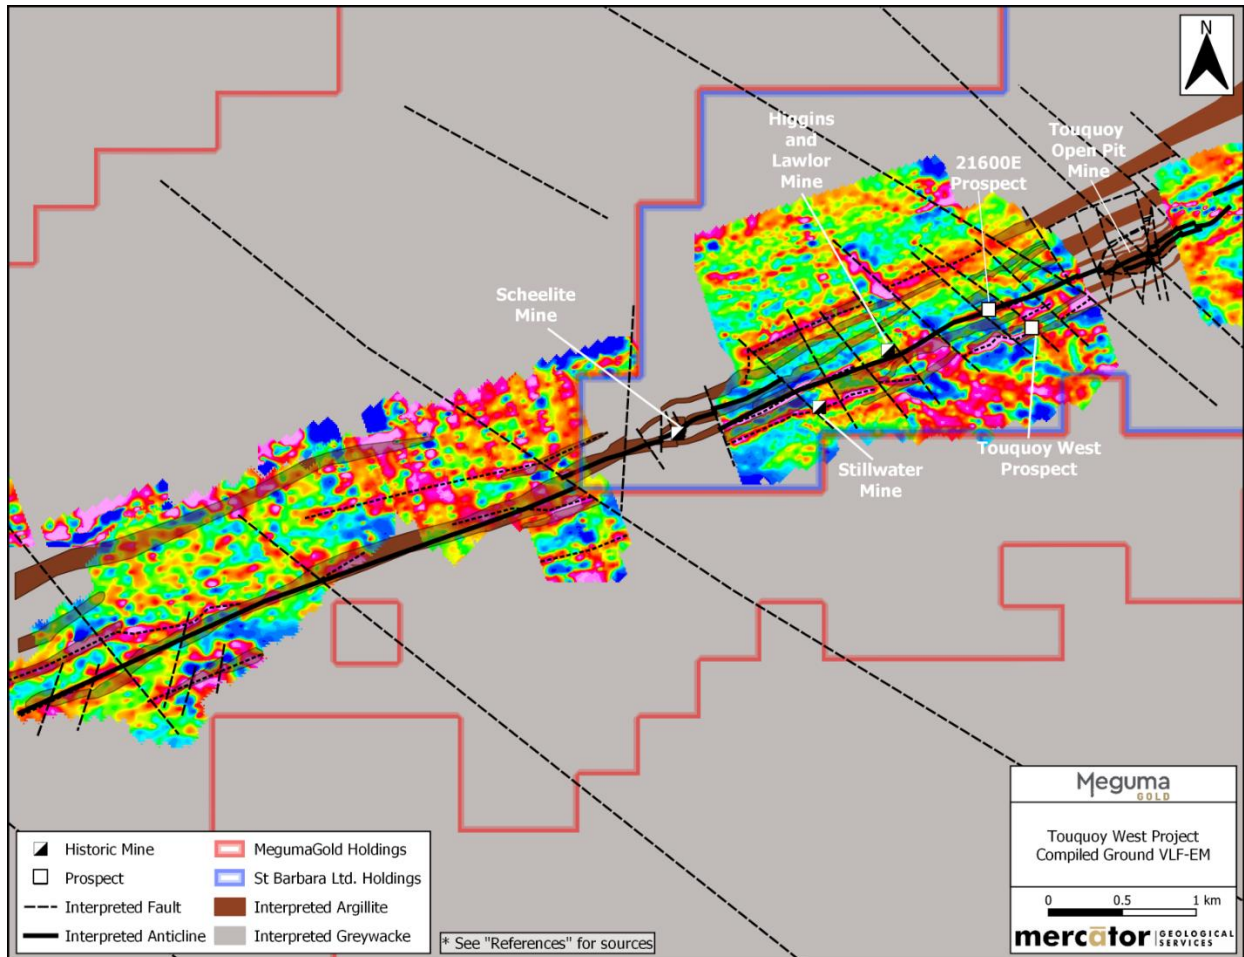 N
Higgins
and
Lawlor
Mine
21600E
Prospect
Touquoy
Open Pit
Mine
Scheelite
Mine
Stillwater
Mine
Touquoy West
Prospect
Historic Mine
Prospect
Interpreted Fault
Interpreted Anticline
MegumaGold Holdings
St Barbara Ltd. Holdings
Interpreted Argillite
Interpreted Greywacke
* See "References" for sources
Meguma
GOLD
Touquoy West Project
Compiled Ground VLF-EM
0 0.5 1 km
mercātor GEOLOGICAL
SERVICES